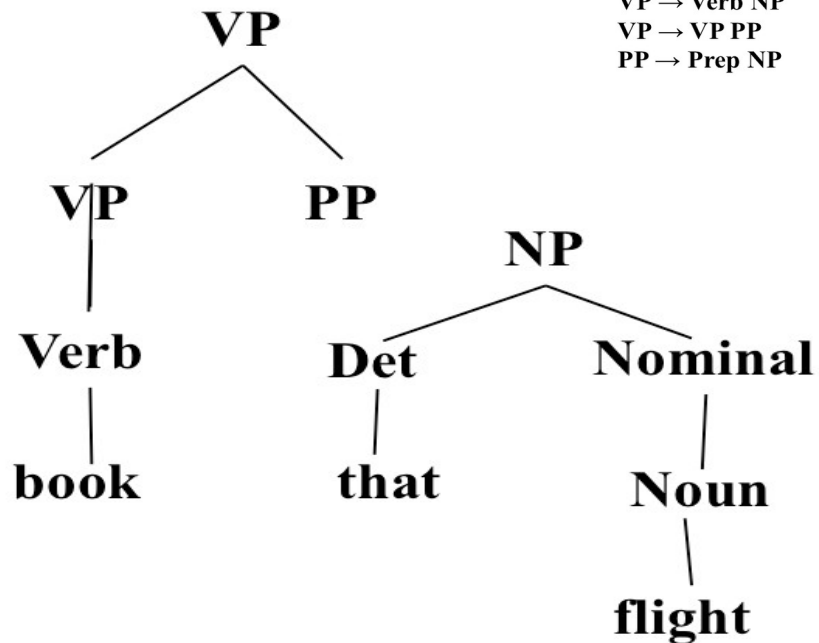 VP → Verb NP
VP → VP PP
PP → Prep NP
VP
VP PP
NP
Verb Det Nominal
book that Noun
flight